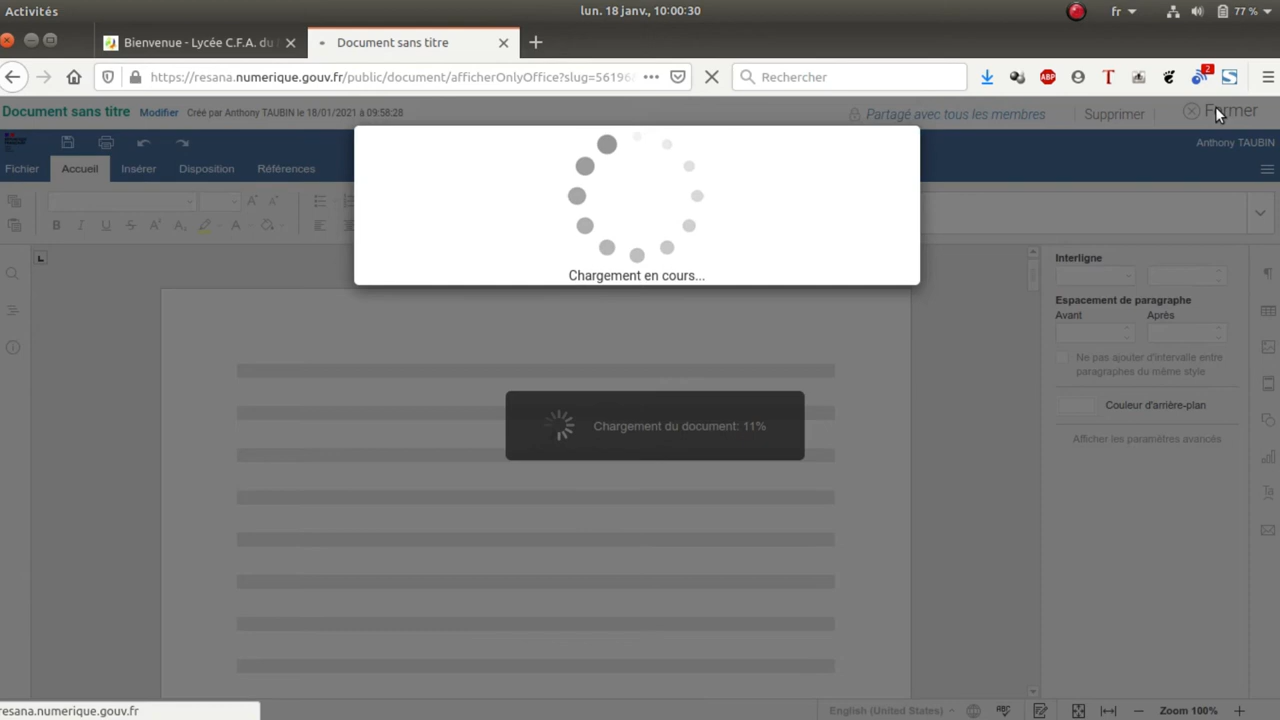 Activités
lun. 18 janv., 10:00:30
fr
77 %
Bienvenue - Lycée C.F.A. du
Document sans titre
https://resana.numerique.gouv.fr/public/document/afficherOnlyOffice?slug=56196
Rechercher
ABP
T
2
S
Document sans titre
Modifier
Créé par Anthony TAUBIN le 18/01/2021 à 09:58:28
Partagé avec tous les membres
Supprimer
Fermer
Anthony TAUBIN
Fichier
Accueil
Insérer
Disposition
Références
Chargement en cours...
Chargement du document: 11%
Interligne
Espacement de paragraphe
Avant
Après
Ne pas ajouter d'intervalle entre
paragraphes du même style
Couleur d'arrière-plan
Afficher les paramètres avancés
resana.numerique.gouv.fr
English (United States)
Zoom 100%